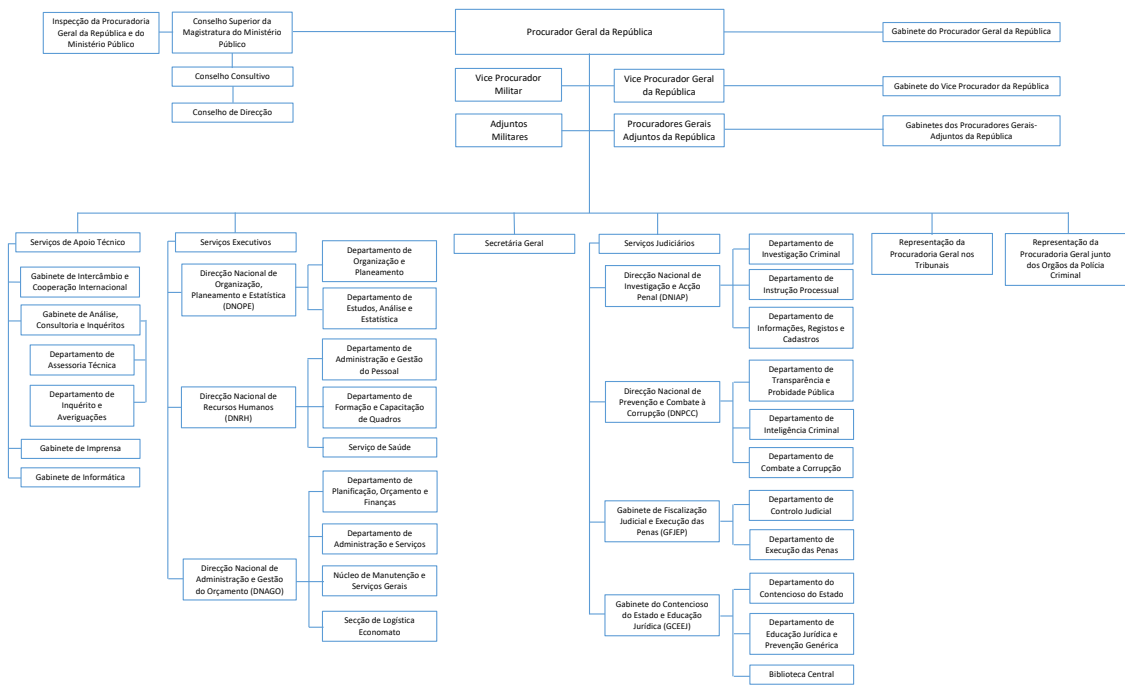 Inspecção da Procuradoria
Geral da República e do
Ministério Público
Conselho Superior da
Magistratura do Ministério
Público
Procurador Geral da República
Gabinete do Procurador Geral da República
Conselho Consultivo
Conselho de Direcção
Vice Procurador
Militar
Vice Procurador Geral
da República
Gabinete do Vice Procurador da República
Adjuntos
Militares
Procuradores Gerais
Adjuntos da República
Gabinetes dos Procuradores Gerais-
Adjuntos da República
Serviços de Apoio Técnico
Gabinete de Intercâmbio e
Cooperação Internacional
Gabinete de Análise,
Consultoria e Inquéritos
Departamento de
Assessoria Técnica
Departamento de
Inquérito e
Averiguações
Gabinete de Imprensa
Gabinete de Informática
Serviços Executivos
Direcção Nacional de
Organização,
Planeamento e Estatística
(DNOPE)
Departamento de
Organização e
Planeamento
Departamento de
Estudos, Análise e
Estatística
Direcção Nacional de
Recursos Humanos
(DNRH)
Departamento de
Administração e Gestão
do Pessoal
Departamento de
Formação e Capacitação
de Quadros
Serviço de Saúde
Direcção Nacional de
Administração e Gestão
do Orçamento (DNAGO)
Departamento de
Planificação, Orçamento e
Finanças
Departamento de
Administração e Serviços
Núcleo de Manutenção e
Serviços Gerais
Secção de Logística
Economato
Secretária Geral
Serviços Judiciários
Direcção Nacional de
Investigação e Acção
Penal (DNIAP)
Departamento de
Investigação Criminal
Departamento de
Instrução Processual
Departamento de
Informações, Registos e
Cadastros
Direcção Nacional de
Prevenção e Combate à
Corrupção (DNPCC)
Departamento de
Transparência e
Probidade Pública
Departamento de
Inteligência Criminal
Departamento de
Combate a Corrupção
Gabinete de Fiscalização
Judicial e Execução das
Penas (GFJEP)
Departamento de
Controlo Judicial
Departamento de
Execução das Penas
Gabinete do Contencioso
do Estado e Educação
Jurídica (GCEEJ)
Departamento do
Contencioso do Estado
Departamento de
Educação Jurídica e
Prevenção Genérica
Biblioteca Central
Representação da
Procuradoria Geral nos
Tribunais
Representação da
Procuradoria Geral junto
dos Orgãos da Polícia
Criminal